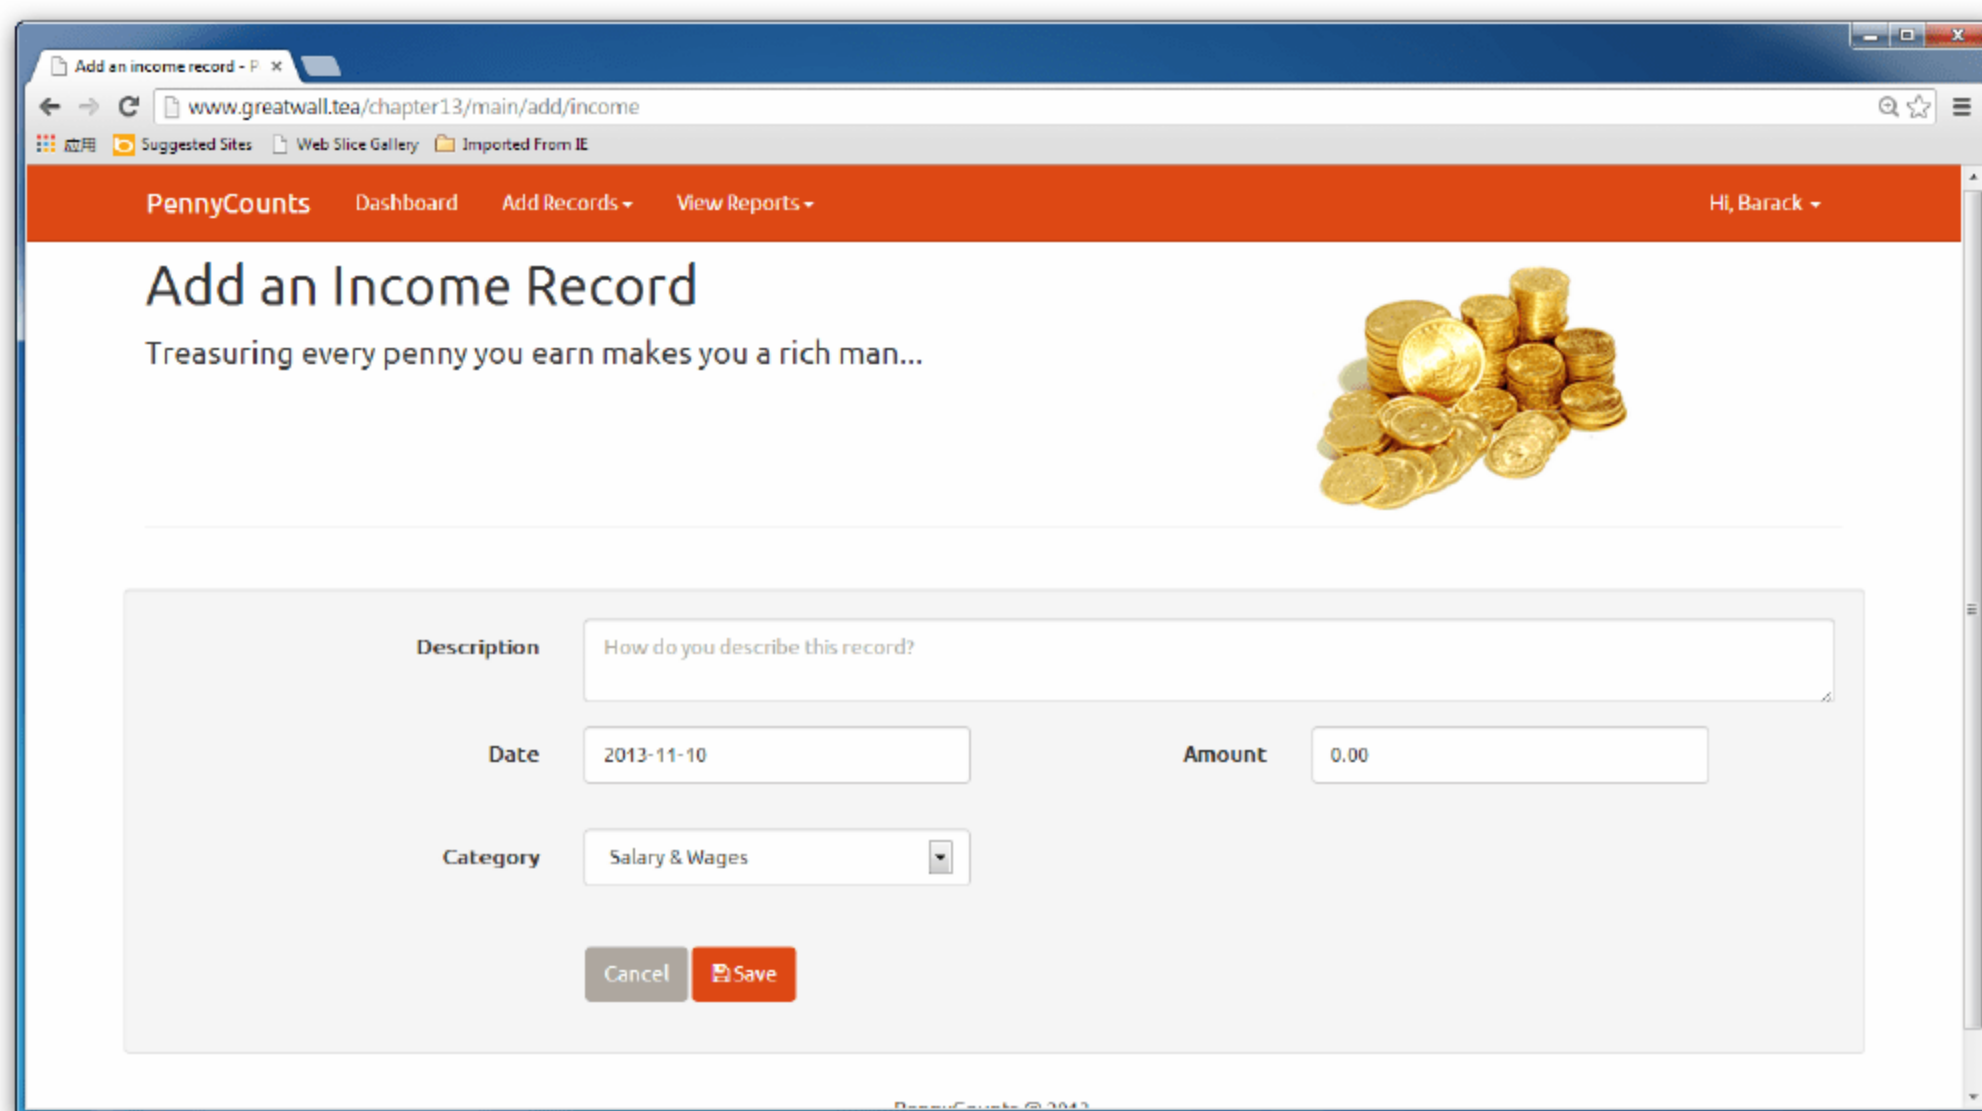 Add an income record - P
www.greatwall.tea/chapter13/main/add/income
应用 Suggested Sites Web Slice Gallery Imported From IE
PennyCounts Dashboard Add Records View Reports Hi, Barack
Add an Income Record
Treasuring every penny you earn makes you a rich man...
Description How do you describe this record?
Date 2013-11-10 Amount 0.00
Category Salary & Wages
Cancel Save
PennyCounts @ 2013